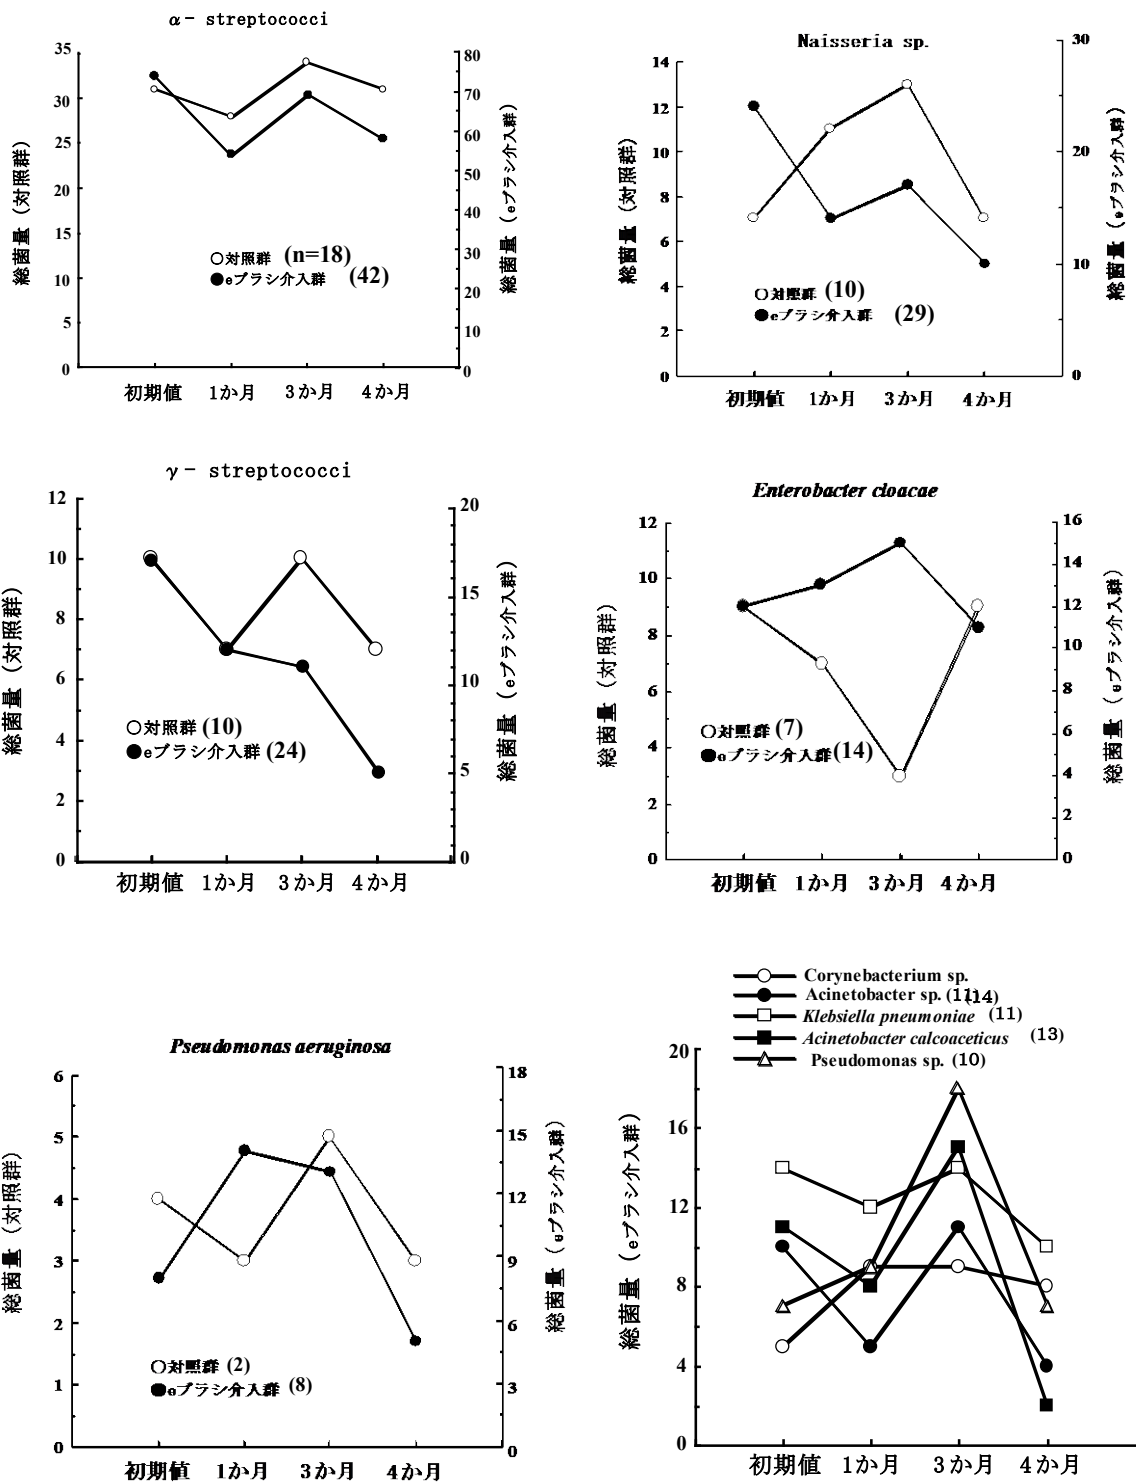 α- streptococci
35
30
25
20
15
10
5
0
総菌量 (対照群)
80
70
60
50
40
30
20
10
0
総菌量 (eブラシ介入群)
対照群 (n=18)
eブラシ介入群 (42)
初期値 1か月 3か月 4か月
Naisseria sp.
14
12
10
8
6
4
2
0
総菌量 (対照群)
30
20
10
0
総菌量 (eブラシ介入群)
対照群 (10)
eブラシ介入群 (29)
初期値 1か月 3か月 4か月
γ- streptococci
12
10
8
6
4
2
0
総菌量 (対照群)
20
15
10
5
0
総菌量 (eブラシ介入群)
対照群 (10)
eブラシ介入群 (24)
初期値 1か月 3か月 4か月
Enterobacter cloacae
12
10
8
6
4
2
0
総菌量 (対照群)
16
14
12
10
8
6
4
2
0
総菌量 (eブラシ介入群)
対照群 (7)
eブラシ介入群 (14)
初期値 1か月 3か月 4か月
Pseudomonas aeruginosa
6
5
4
3
2
1
0
総菌量 (対照群)
18
15
12
9
6
3
0
総菌量 (eブラシ介入群)
対照群 (2)
eブラシ介入群 (8)
初期値 1か月 3か月 4か月
Corynebacterium sp.
Acinetobacter sp. (11) (14)
Klebsiella pneumoniae (11)
Acinetobacter calcoaceticus (13)
Pseudomonas sp. (10)
20
16
12
8
4
0
総菌量 (eブラシ介入群)
初期値 1か月 3か月 4か月